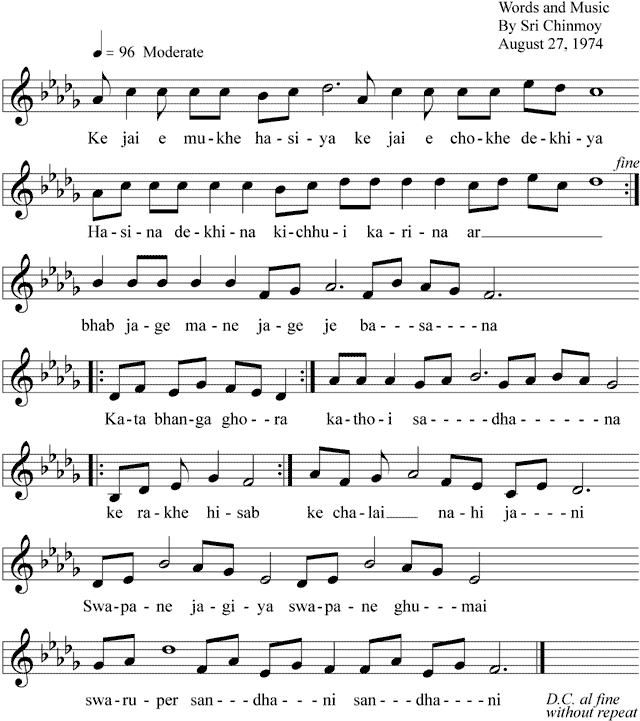 Words and Music
By Sri Chinmoy
August 27, 1974
= 96 Moderate
Ke jai e mu-khe ha-si-ya ke jai e cho-khe de-khi-ya
fine
Ha-si-na de-khi-na ki-chhu-i ka-ri-na ar
bhab ja-ge ma-ne ja-ge je ba---sa----na
Ka-ta bhan-ga gho--ra ka-tho-i sa----dha----na
ke ra-khe hi-sab ke cha-lai na-hi ja----ni
Swa-pa-ne ja-gi-ya swa-pa-ne ghu---mai
swa-ru-per san---dha--ni san--dha---ni
D.C. al fine
without repeat